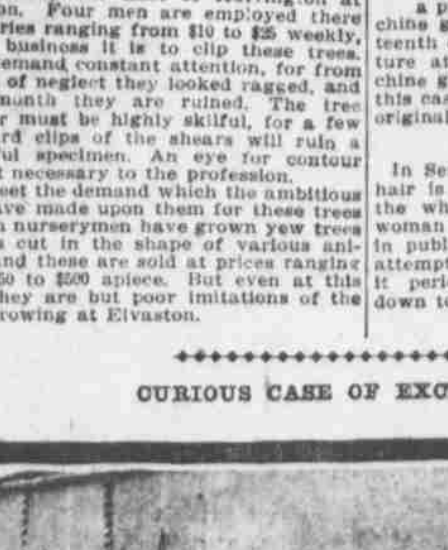 on. Four men are employed there
ries ranging from $10 to $25 weekly,
business it is to clip these trees.
emand constant attention, for from
of neglect they looked ragged, and
month they are ruined. The tree
r must be highly skilful, for a few
rd clips of the shears will ruin a
ul specimen. An eye for contour
t necessary to the profession.
eet the demand which the ambitious
ave made upon them for these trees
n nurserymen have grown yew trees
s cut in the shape of various ani-
and these are sold at prices ranging
50 to $500 apiece. But even at this
hey are but poor imitations of the
rowing at Elvaston.
a p
chine g
teenth
ture at
chine g
this ca
original
In Se
hair in
the wh
woman
in publ
attempt
it peri
down t
CURIOUS CASE OF EXC